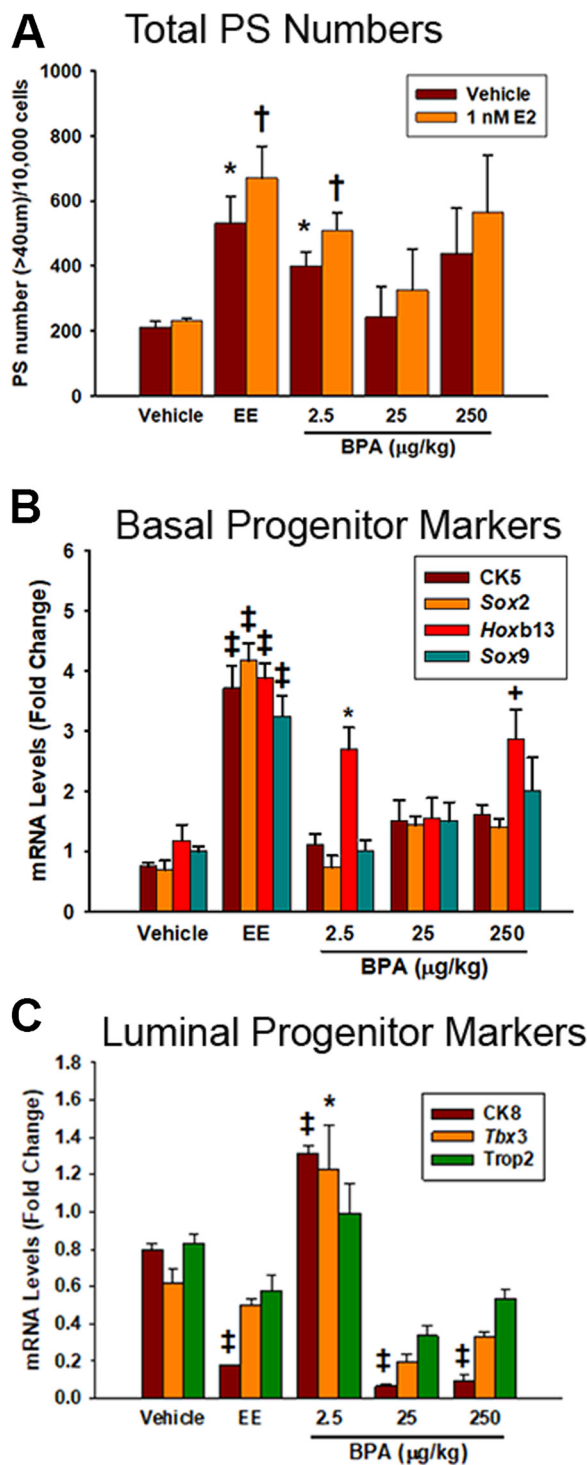 A Total PS Numbers
1000
800
600
400
200
0
PS number (>40um)/10,000 cells
Vehicle
1 nM E2
* † * †
Vehicle EE 2.5 25 250
BPA (µg/kg)
B Basal Progenitor Markers
6
5
4
3
2
1
0
mRNA Levels (Fold Change)
CK5
Sox2
Hoxb13
Sox9
‡ ‡ ‡ ‡ * +
Vehicle EE 2.5 25 250
BPA (µg/kg)
C Luminal Progenitor Markers
1.8
1.6
1.4
1.2
1.0
0.8
0.6
0.4
0.2
0.0
mRNA Levels (Fold Change)
CK8
Tbx3
Trop2
‡ ‡ * ‡ ‡
Vehicle EE 2.5 25 250
BPA (µg/kg)